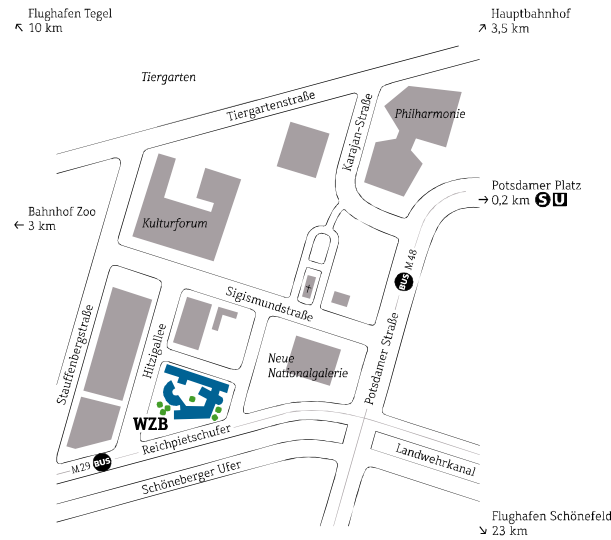 Flughafen Tegel
10 km
Hauptbahnhof
3,5 km
Tiergarten
Tiergartenstraße
Karajan-Straße
Philharmonie
Potsdamer Platz
0,2 km S U
Bahnhof Zoo
3 km
Kulturforum
BUS M48
Sigismundstraße
Stauffenbergstraße
Hitzigallee
Neue
Nationalgalerie
Potsdamer Straße
WZB
Reichpietschufer
M29 BUS
Landwehrkanal
Schöneberger Ufer
Flughafen Schönefeld
23 km